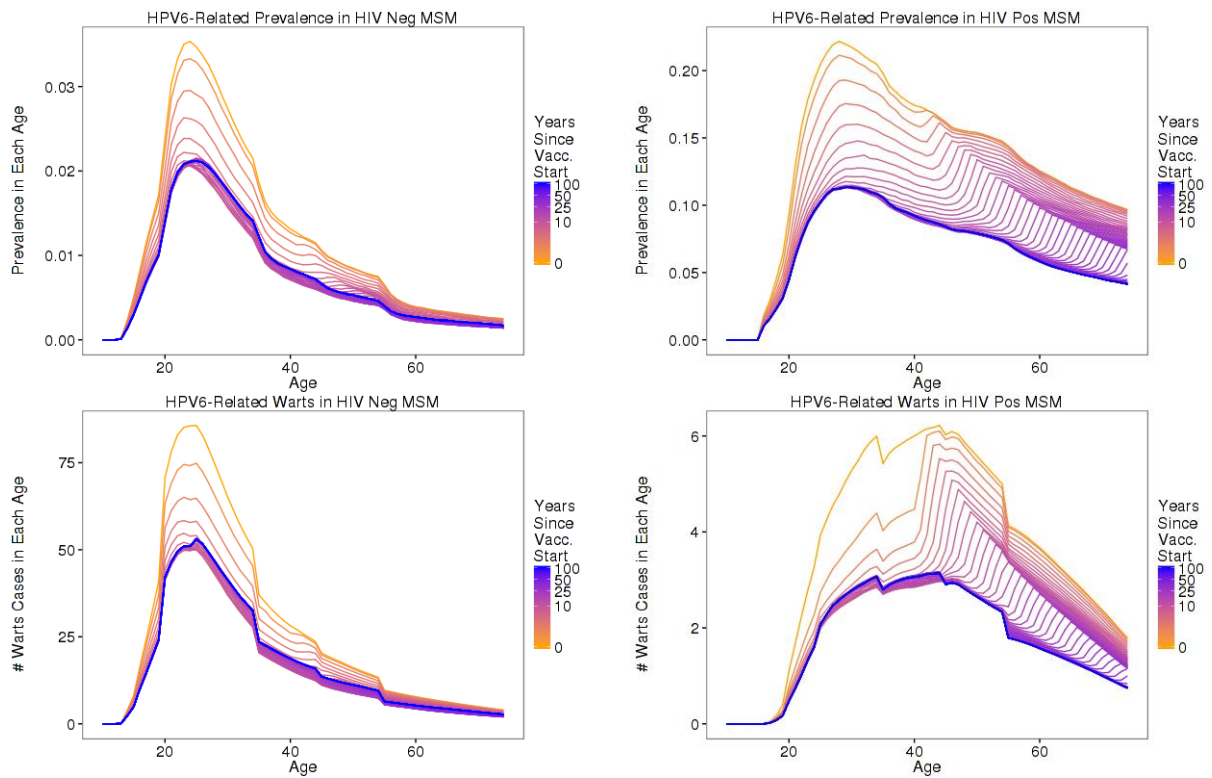 HPV6-Related Prevalence in HIV Neg MSM
Prevalence in Each Age
0.03
0.02
0.01
0.00
20
40
60
Age
Years
Since
Vacc.
Start
100
50
25
10
0
HPV6-Related Prevalence in HIV Pos MSM
Prevalence in Each Age
0.20
0.15
0.10
0.05
0.00
20
40
60
Age
Years
Since
Vacc.
Start
100
50
25
10
0
HPV6-Related Warts in HIV Neg MSM
# Warts Cases in Each Age
75
50
25
0
20
40
60
Age
Years
Since
Vacc.
Start
100
50
25
10
0
HPV6-Related Warts in HIV Pos MSM
# Warts Cases in Each Age
6
4
2
0
20
40
60
Age
Years
Since
Vacc.
Start
100
50
25
10
0